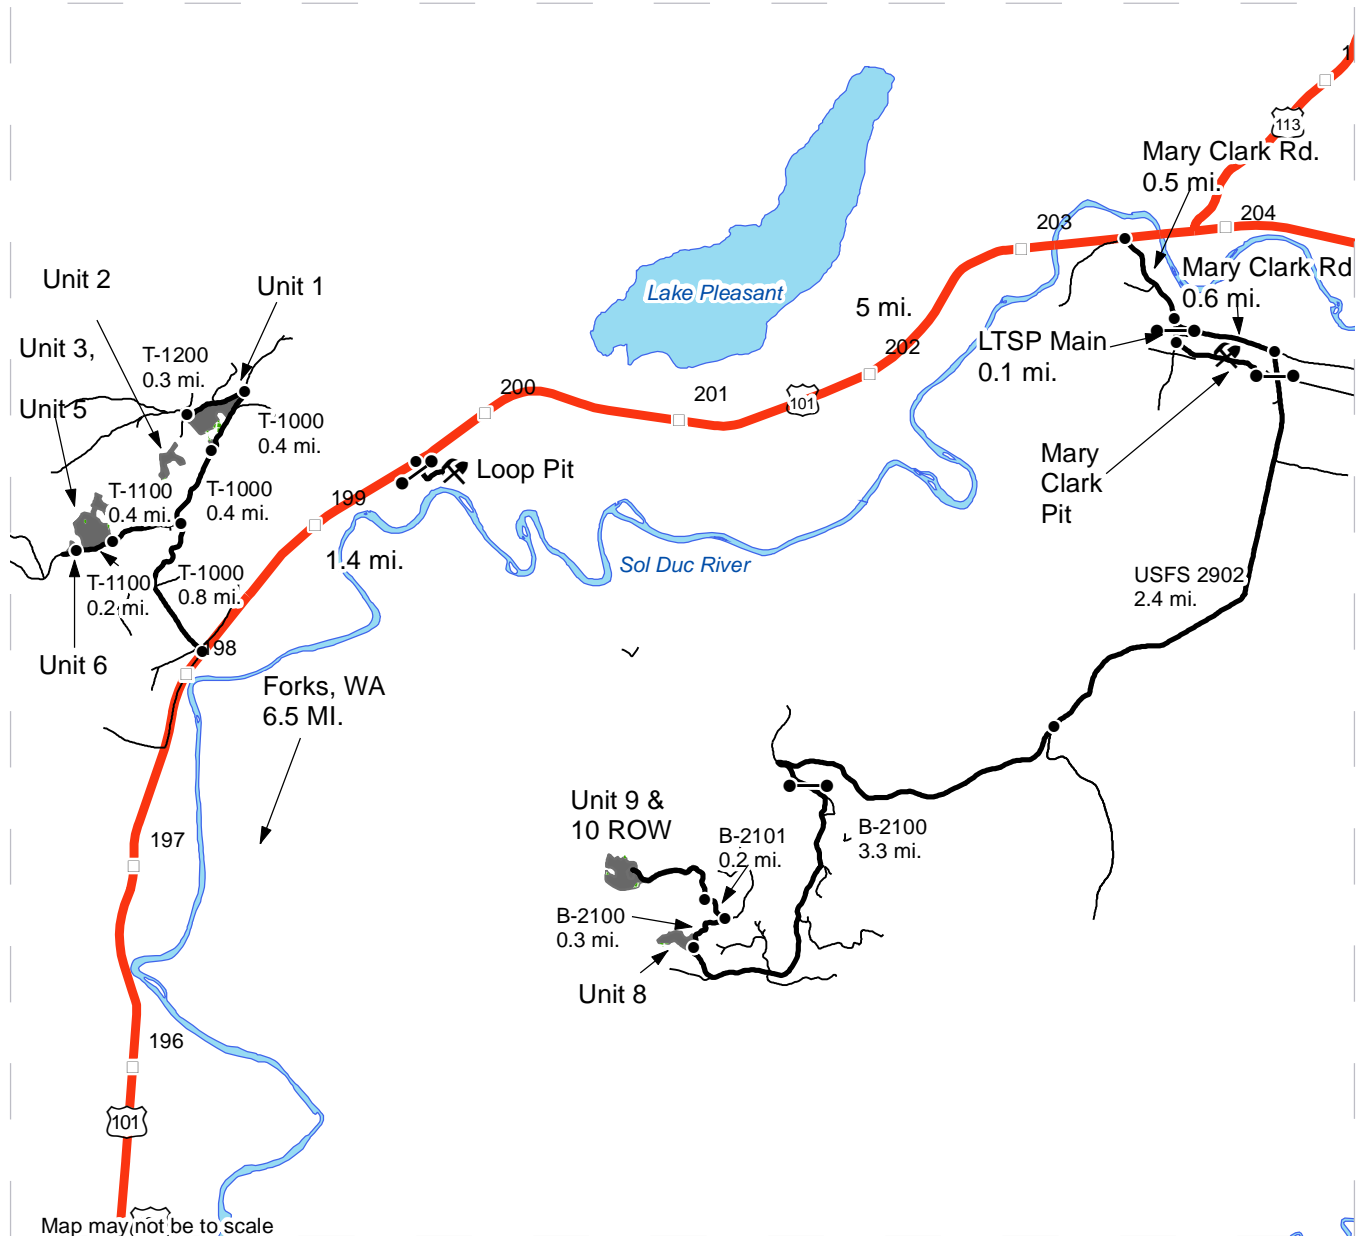 1
113
Mary Clark Rd.
0.5 mi.
203
204
Mary Clark Rd
0.6 mi.
Unit 2
Unit 1
Lake Pleasant
5 mi.
LTSP Main
0.1 mi.
Unit 3,
T-1200
0.3 mi.
202
Unit 5
200
201
101
T-1000
0.4 mi.
Mary
Clark
Pit
Loop Pit
T-1100
0.4 mi.
T-1000
0.4 mi.
199
1.4 mi.
Sol Duc River
T-1100
0.2 mi.
T-1000
0.8 mi.
USFS 2902
2.4 mi.
198
Unit 6
Forks, WA
6.5 MI.
Unit 9 &
10 ROW
B-2101
0.2 mi.
B-2100
3.3 mi.
197
B-2100
0.3 mi.
Unit 8
196
101
Map may not be to scale